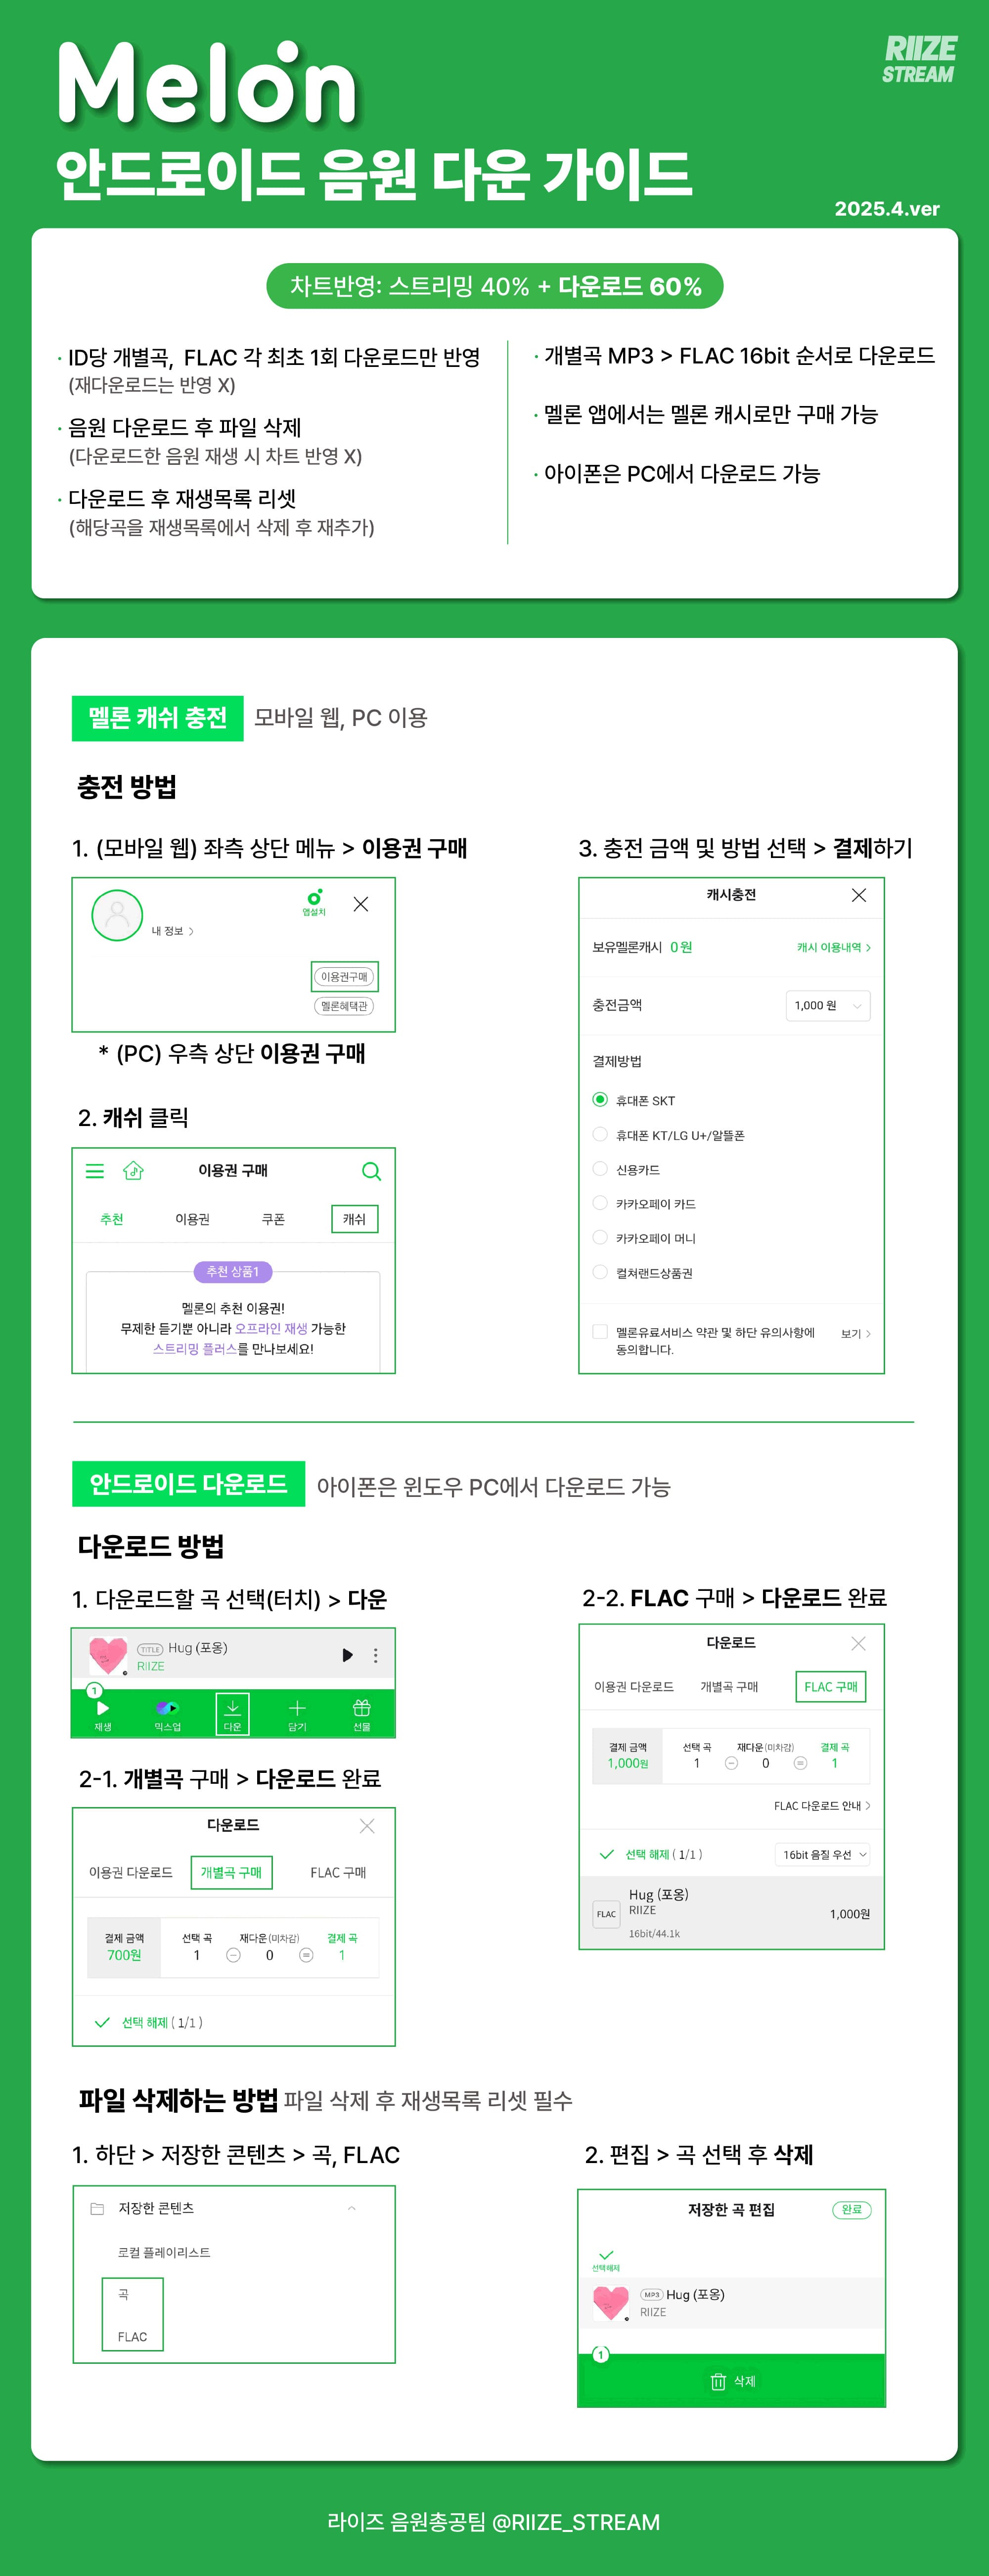 Melon
RIIZE
STREAM
안드로이드 음원 다운 가이드
2025.4.ver
차트반영: 스트리밍 40% + 다운로드 60%
· ID당 개별곡, FLAC 각 최초 1회 다운로드만 반영
(재다운로드는 반영 X)
· 음원 다운로드 후 파일 삭제
(다운로드한 음원 재생 시 차트 반영 X)
· 다운로드 후 재생목록 리셋
(해당곡을 재생목록에서 삭제 후 재추가)
· 개별곡 MP3 > FLAC 16bit 순서로 다운로드
· 멜론 앱에서는 멜론 캐시로만 구매 가능
· 아이폰은 PC에서 다운로드 가능
멜론 캐쉬 충전 모바일 웹, PC 이용
충전 방법
1. (모바일 웹) 좌측 상단 메뉴 > 이용권 구매
앱설치
내 정보 >
이용권구매
멜론혜택관
* (PC) 우측 상단 이용권 구매
2. 캐쉬 클릭
이용권 구매
추천 이용권 쿠폰 캐쉬
추천 상품1
멜론의 추천 이용권!
무제한 듣기뿐 아니라 오프라인 재생 가능한
스트리밍 플러스를 만나보세요!
3. 충전 금액 및 방법 선택 > 결제하기
캐시충전
보유멜론캐시 0원 캐시 이용내역 >
충전금액 1,000 원
결제방법
휴대폰 SKT
휴대폰 KT/LG U+/알뜰폰
신용카드
카카오페이 카드
카카오페이 머니
컬쳐랜드상품권
멜론유료서비스 약관 및 하단 유의사항에 보기 >
동의합니다.
안드로이드 다운로드 아이폰은 윈도우 PC에서 다운로드 가능
다운로드 방법
1. 다운로드할 곡 선택(터치) > 다운
TITLE Hug (포옹)
RIIZE
1
재생 믹스업 다운 담기 선물
2-1. 개별곡 구매 > 다운로드 완료
다운로드
이용권 다운로드 개별곡 구매 FLAC 구매
결제 금액 선택 곡 재다운(미차감) 결제 곡
700원 1 - 0 = 1
선택 해제 ( 1/1 )
2-2. FLAC 구매 > 다운로드 완료
다운로드
이용권 다운로드 개별곡 구매 FLAC 구매
결제 금액 선택 곡 재다운(미차감) 결제 곡
1,000원 1 - 0 = 1
FLAC 다운로드 안내 >
선택 해제 ( 1/1 ) 16bit 음질 우선
Hug (포옹)
FLAC RIIZE 1,000원
16bit/44.1k
파일 삭제하는 방법 파일 삭제 후 재생목록 리셋 필수
1. 하단 > 저장한 콘텐츠 > 곡, FLAC
저장한 콘텐츠
로컬 플레이리스트
곡
FLAC
2. 편집 > 곡 선택 후 삭제
저장한 곡 편집 완료
선택해제
MP3 Hug (포옹)
RIIZE
1
삭제
라이즈 음원총공팀 @RIIZE_STREAM